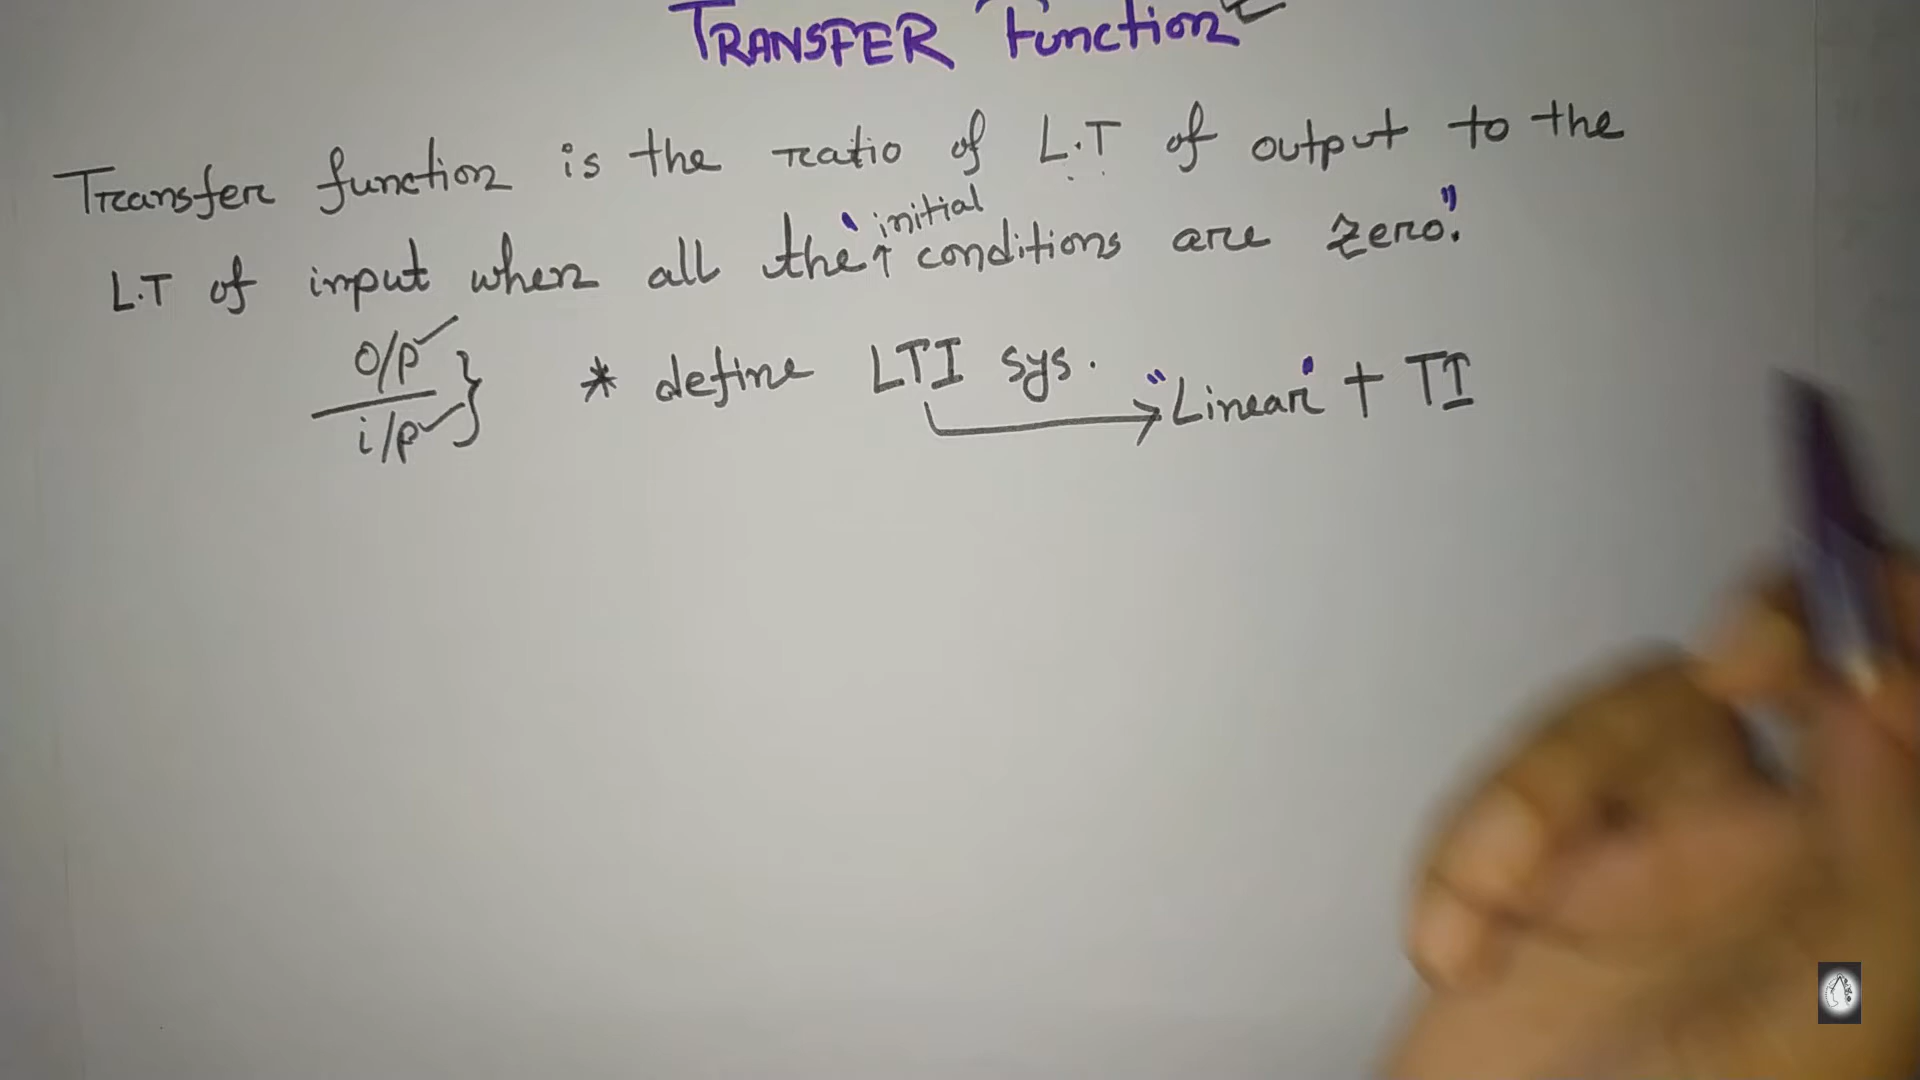 TRANSFER Function
Transfer function is the ratio of L.T of output to the
initial
L.T of input when all the ↑ conditions are zero."
O/P
i/P
* define LTI sys.
"Linear" + TI